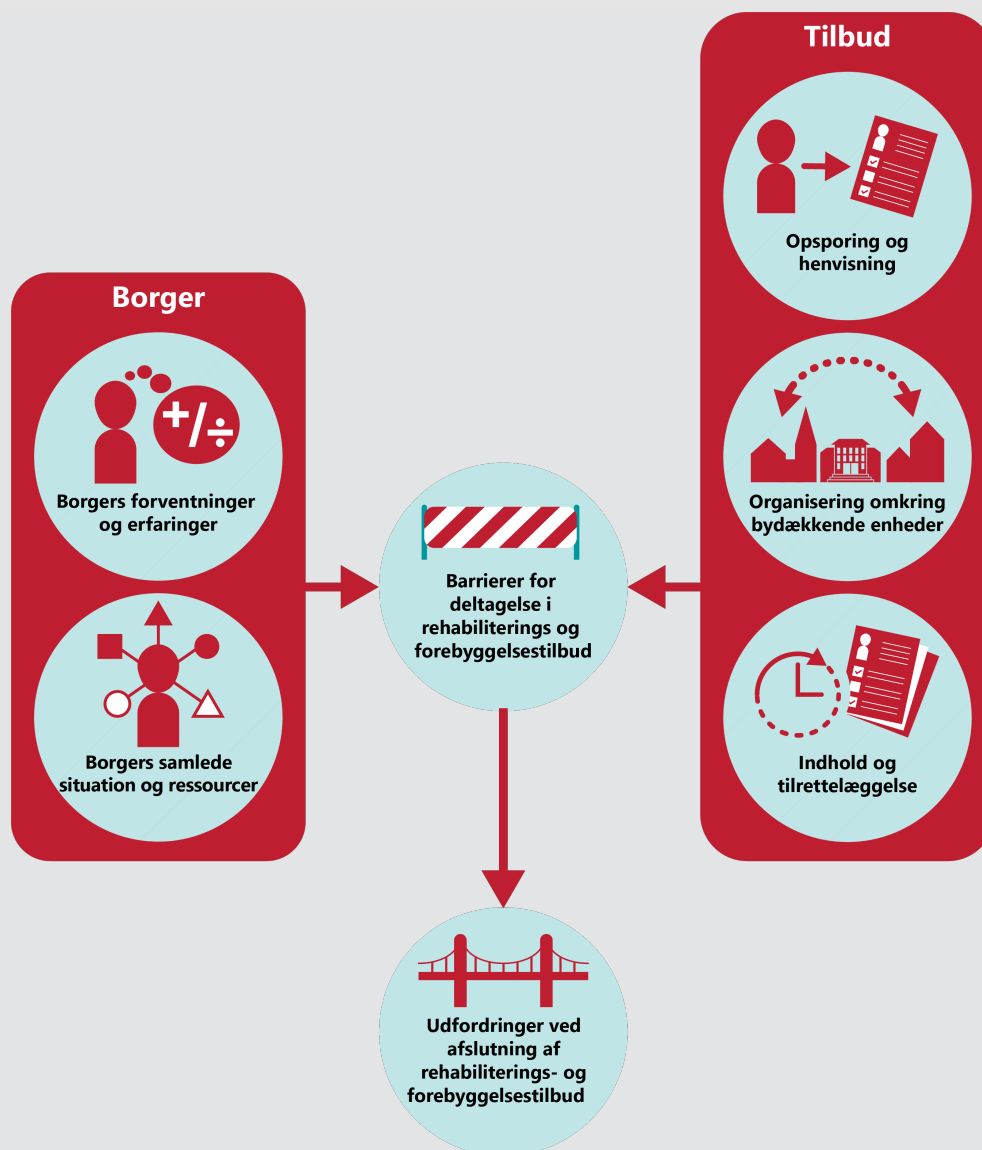 Borger
Borgers forventninger
og erfaringer
Borgers samlede
situation og ressourcer
Barrierer for
deltagelse i
rehabiliterings og
forebyggelsestilbud
Tilbud
Opsporing og
henvisning
Organisering omkring
bydækkende enheder
Indhold og
tilrettelæggelse
Udfordringer ved
afslutning af
rehabiliterings- og
forebyggelsestilbud